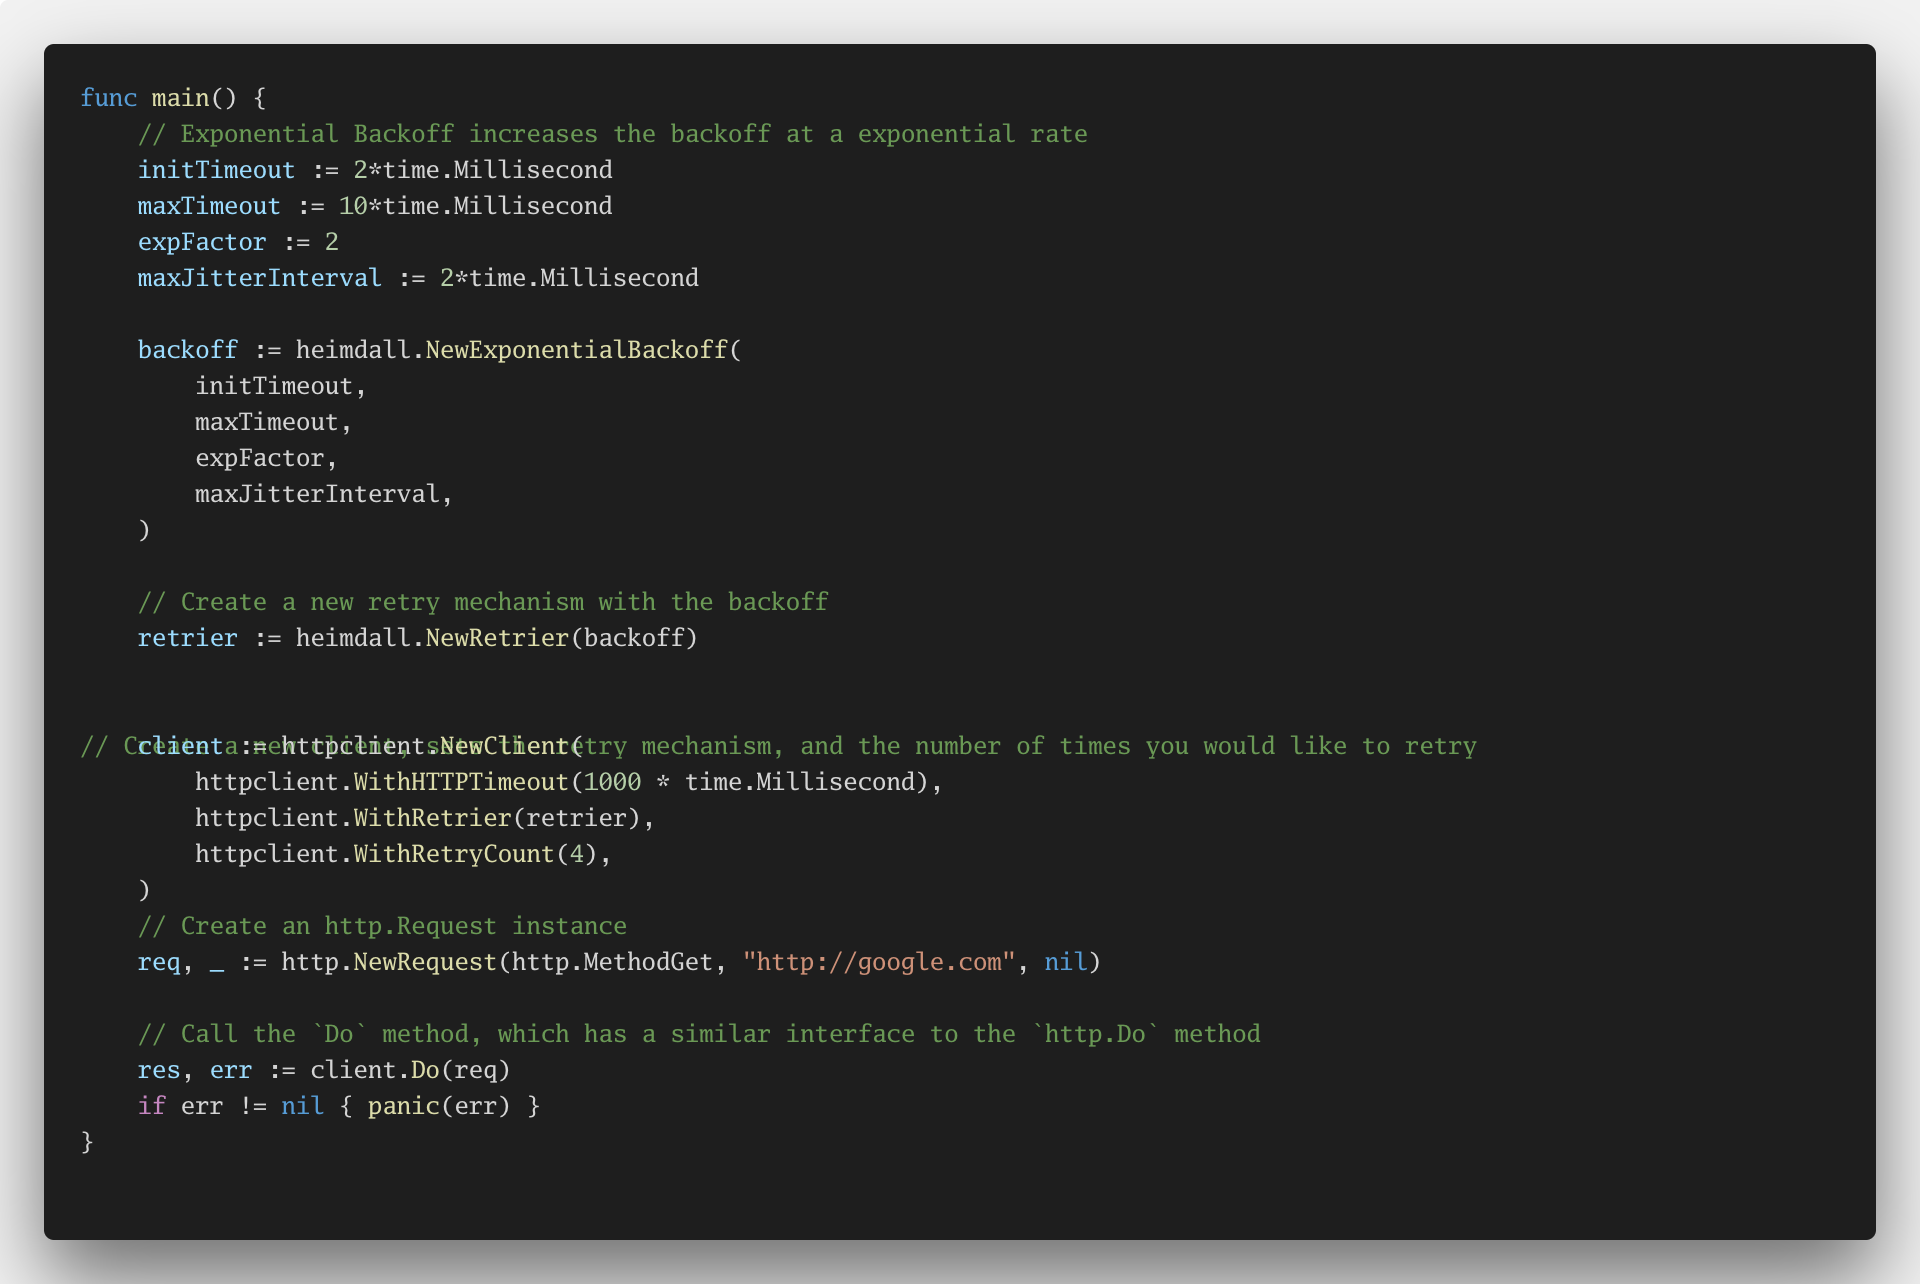 func main() {
    // Exponential Backoff increases the backoff at a exponential rate
    initTimeout := 2*time.Millisecond
    maxTimeout := 10*time.Millisecond
    expFactor := 2
    maxJitterInterval := 2*time.Millisecond

    backoff := heimdall.NewExponentialBackoff(
        initTimeout,
        maxTimeout,
        expFactor,
        maxJitterInterval,
    )

    // Create a new retry mechanism with the backoff
    retrier := heimdall.NewRetrier(backoff)

// Create a new client, sets the retry mechanism, and the number of times you would like to retry
    client := httpclient.NewClient(
        httpclient.WithHTTPTimeout(1000 * time.Millisecond),
        httpclient.WithRetrier(retrier),
        httpclient.WithRetryCount(4),
    )
    // Create an http.Request instance
    req, _ := http.NewRequest(http.MethodGet, "http://google.com", nil)

    // Call the `Do` method, which has a similar interface to the `http.Do` method
    res, err := client.Do(req)
    if err != nil { panic(err) }
}